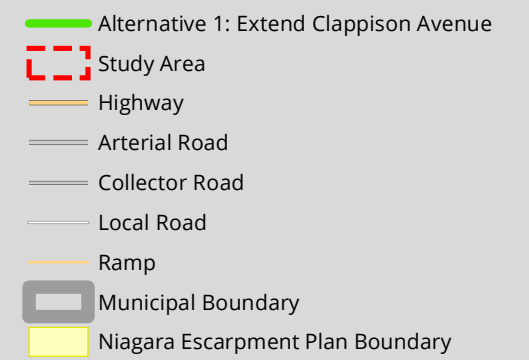 Alternative 1: Extend Clappison Avenue
Study Area
Highway
Arterial Road
Collector Road
Local Road
Ramp
Municipal Boundary
Niagara Escarpment Plan Boundary